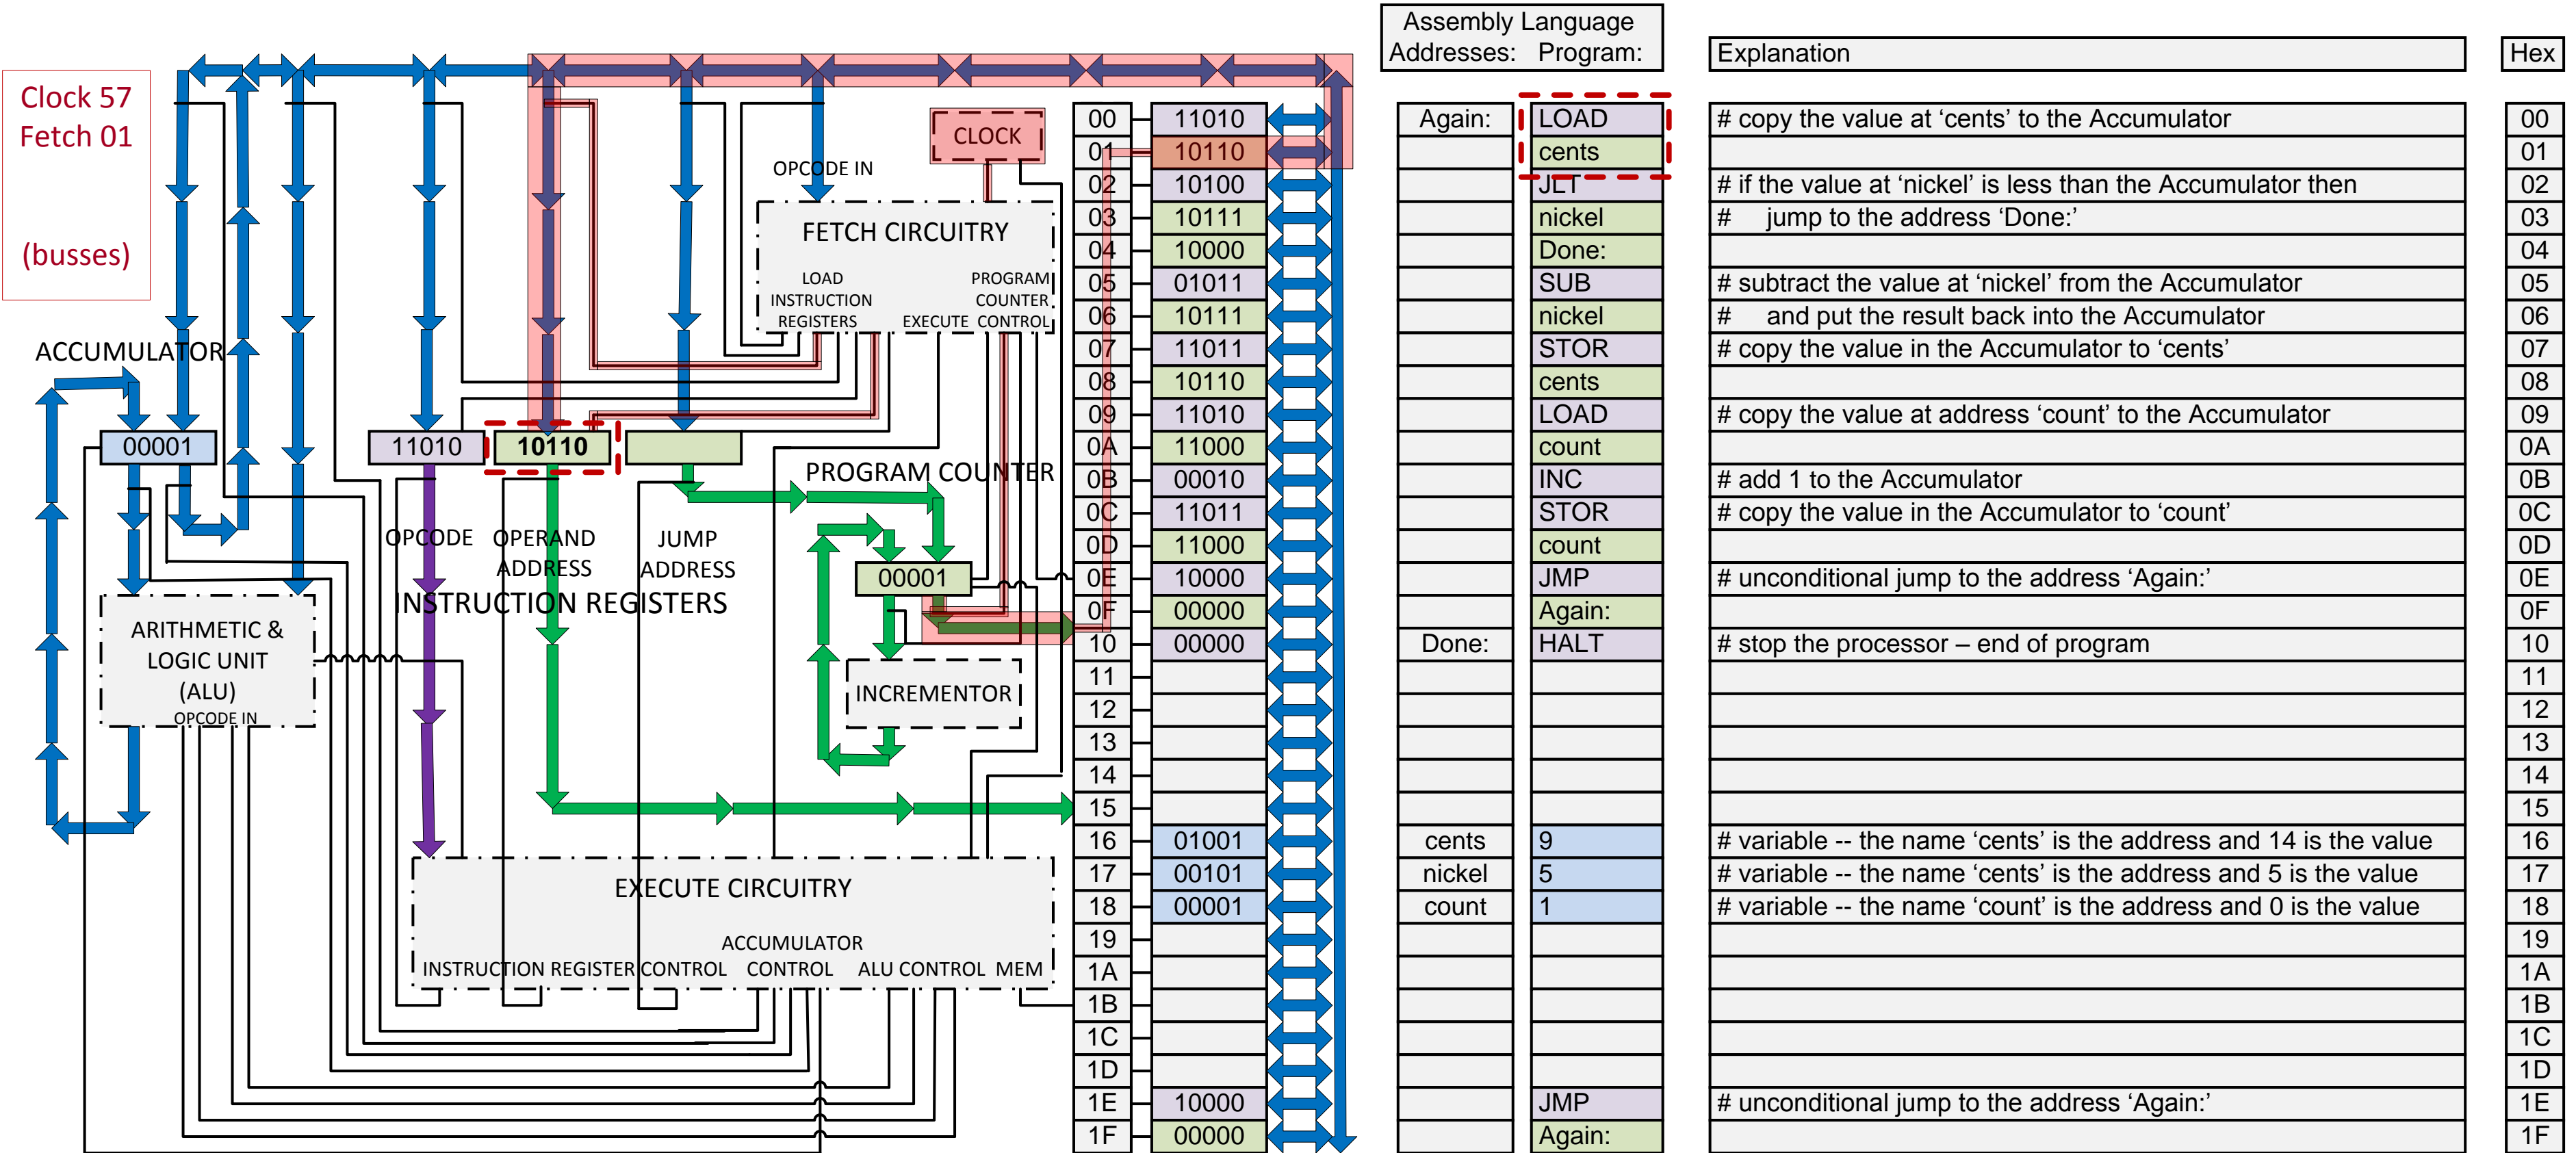 Clock 57
Fetch 01
(busses)
CLOCK
OPCODE IN
FETCH CIRCUITRY
LOAD
INSTRUCTION
REGISTERS
EXECUTE
PROGRAM
COUNTER
CONTROL
ACCUMULATOR
00001
11010
10110
PROGRAM COUNTER
OPCODE
OPERAND
ADDRESS
JUMP
ADDRESS
INSTRUCTION REGISTERS
00001
ARITHMETIC &
LOGIC UNIT
(ALU)
OPCODE IN
INCREMENTOR
EXECUTE CIRCUITRY
ACCUMULATOR
INSTRUCTION REGISTER CONTROL CONTROL ALU CONTROL MEM
Assembly Language
Addresses: Program:
Explanation
Hex
00 11010 Again: LOAD # copy the value at ‘cents’ to the Accumulator 00
01 10110 cents 01
02 10100 JLT # if the value at ‘nickel’ is less than the Accumulator then 02
03 10111 nickel # jump to the address ‘Done:’ 03
04 10000 Done: 04
05 01011 SUB # subtract the value at ‘nickel’ from the Accumulator 05
06 10111 nickel # and put the result back into the Accumulator 06
07 11011 STOR # copy the value in the Accumulator to ‘cents’ 07
08 10110 cents 08
09 11010 LOAD # copy the value at address ‘count’ to the Accumulator 09
0A 11000 count 0A
0B 00010 INC # add 1 to the Accumulator 0B
0C 11011 STOR # copy the value in the Accumulator to ‘count’ 0C
0D 11000 count 0D
0E 10000 JMP # unconditional jump to the address ‘Again:’ 0E
0F 00000 Again: 0F
10 00000 Done: HALT # stop the processor – end of program 10
11 11
12 12
13 13
14 14
15 15
16 01001 cents 9 # variable -- the name ‘cents’ is the address and 14 is the value 16
17 00101 nickel 5 # variable -- the name ‘cents’ is the address and 5 is the value 17
18 00001 count 1 # variable -- the name ‘count’ is the address and 0 is the value 18
19 19
1A 1A
1B 1B
1C 1C
1D 1D
1E 10000 JMP # unconditional jump to the address ‘Again:’ 1E
1F 00000 Again: 1F